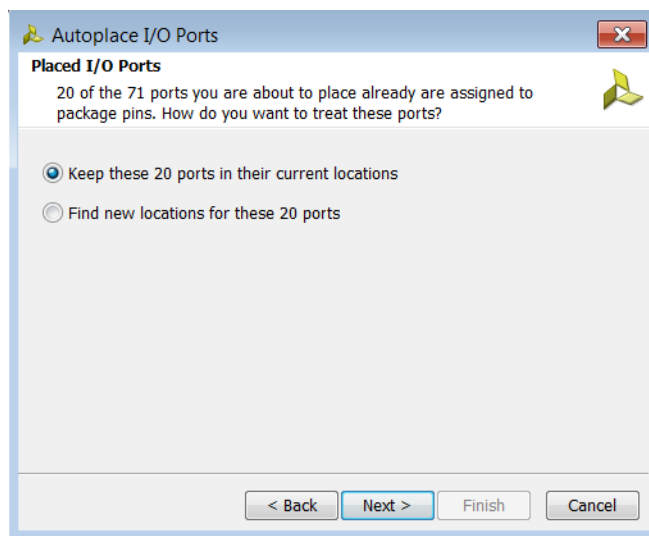 Autoplace I/O Ports
Placed I/O Ports
20 of the 71 ports you are about to place already are assigned to
package pins. How do you want to treat these ports?
Keep these 20 ports in their current locations
Find new locations for these 20 ports
< Back Next > Finish Cancel